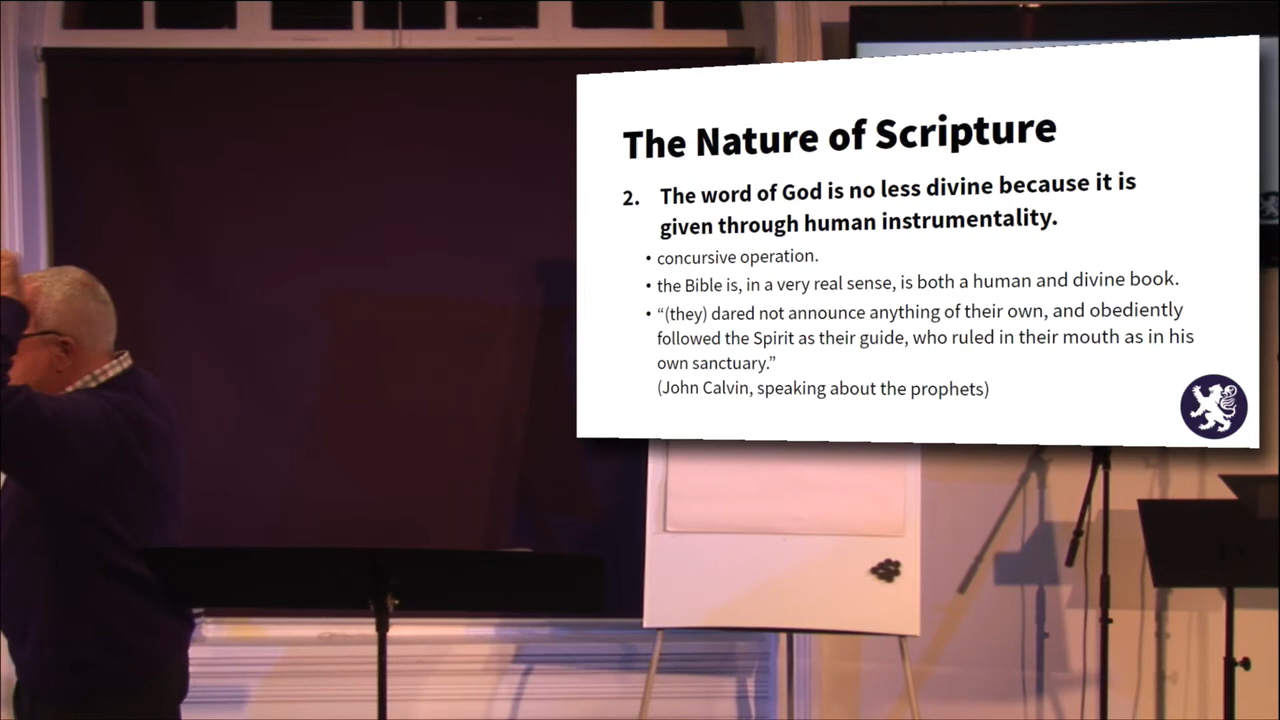 The Nature of Scripture
2. The word of God is no less divine because it is
given through human instrumentality.
• concursive operation.
• the Bible is, in a very real sense, is both a human and divine book.
• “(they) dared not announce anything of their own, and obediently
followed the Spirit as their guide, who ruled in their mouth as in his
own sanctuary.”
(John Calvin, speaking about the prophets)